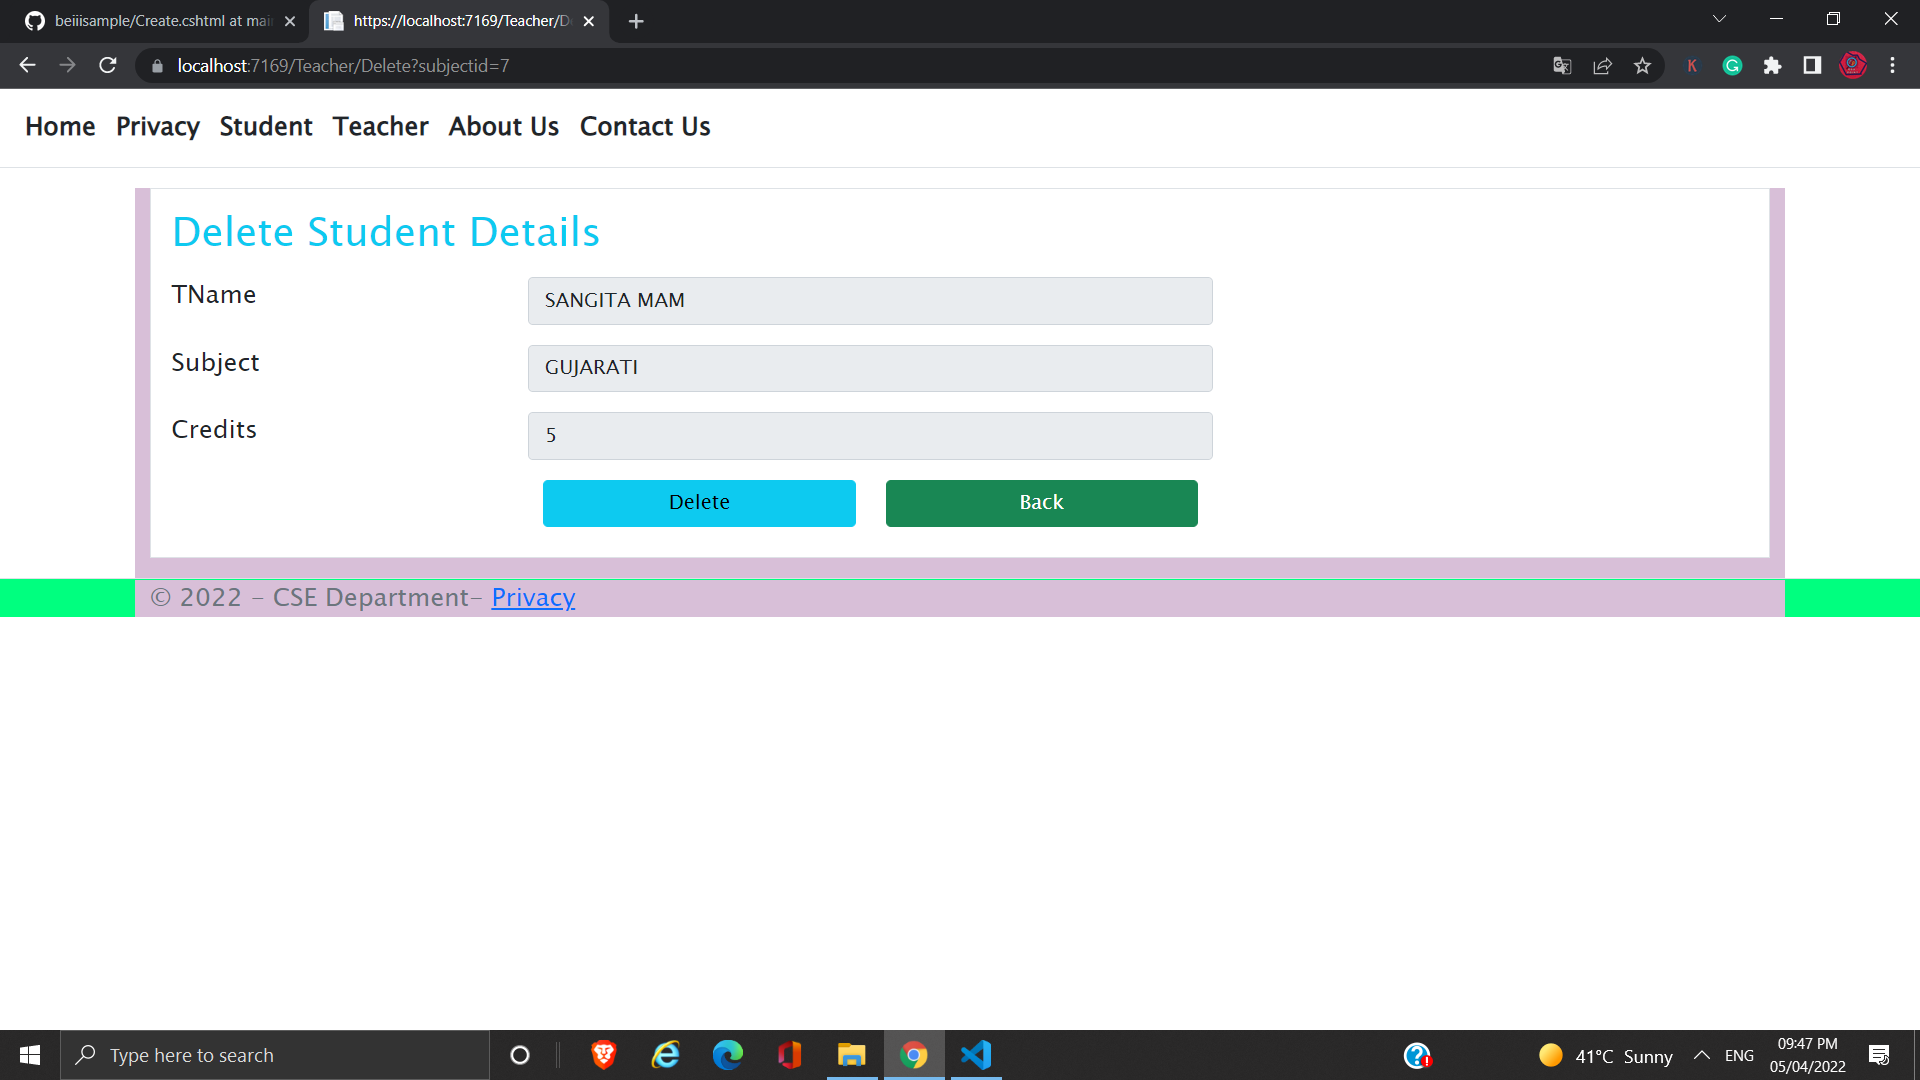 beiiisample/Create.cshtml at mai
https://localhost:7169/Teacher/D
localhost:7169/Teacher/Delete?subjectid=7
Home Privacy Student Teacher About Us Contact Us
Delete Student Details
TName SANGITA MAM
Subject GUJARATI
Credits 5
Delete Back
© 2022 - CSE Department- Privacy
Type here to search
41°C Sunny
ENG
09:47 PM
05/04/2022